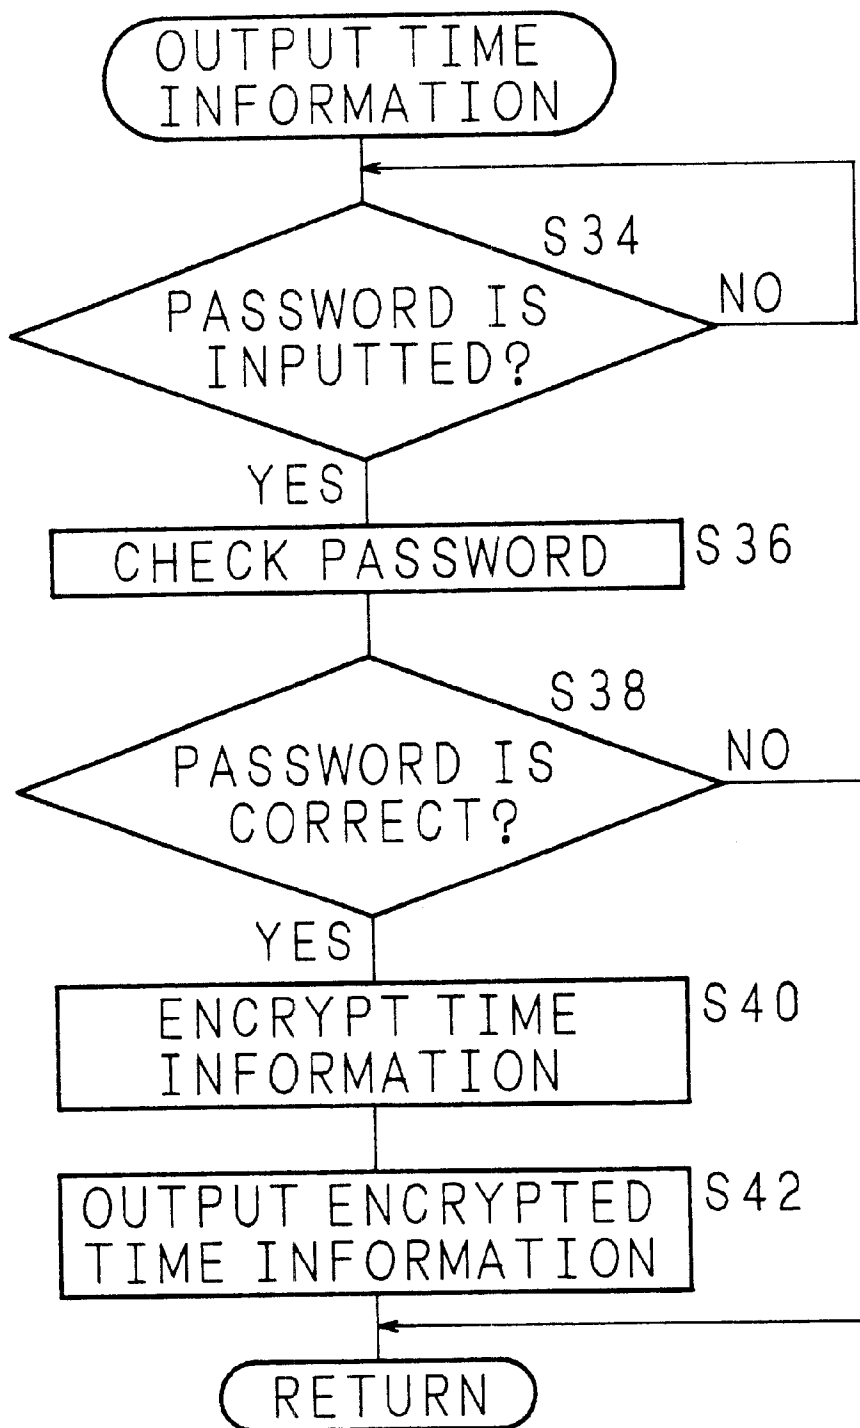 OUTPUT TIME
INFORMATION
S34
PASSWORD IS
INPUTTED?
NO
YES
CHECK PASSWORD
S36
S38
PASSWORD IS
CORRECT?
NO
YES
ENCRYPT TIME
INFORMATION
S40
OUTPUT ENCRYPTED
TIME INFORMATION
S42
RETURN